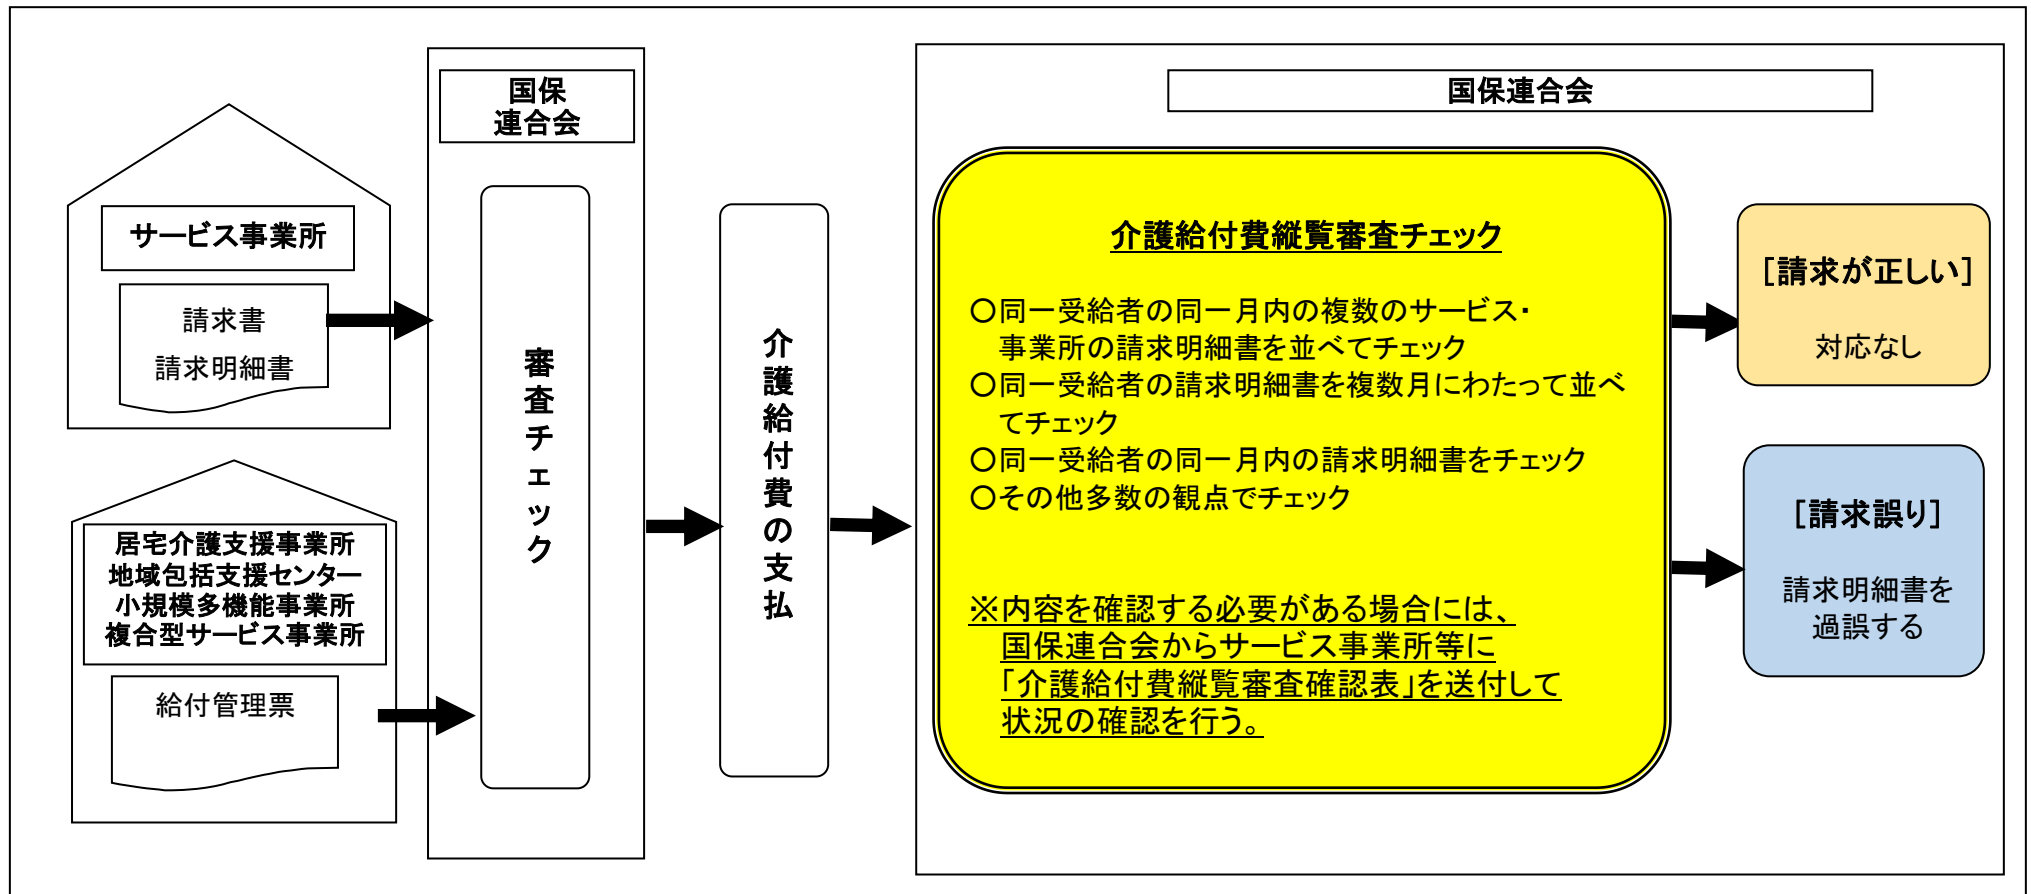 サービス事業所
請求書
請求明細書
居宅介護支援事業所
地域包括支援センター
小規模多機能事業所
複合型サービス事業所
給付管理票
国保
連合会
審査チェック
介護給付費の支払
国保連合会
介護給付費縦覧審査チェック
〇同一受給者の同一月内の複数のサービス・
事業所の請求明細書を並べてチェック
〇同一受給者の請求明細書を複数月にわたって並べ
てチェック
〇同一受給者の同一月内の請求明細書をチェック
〇その他多数の観点でチェック
※内容を確認する必要がある場合には、
国保連合会からサービス事業所等に
「介護給付費縦覧審査確認表」を送付して
状況の確認を行う。
[請求が正しい]
対応なし
[請求誤り]
請求明細書を
過誤する